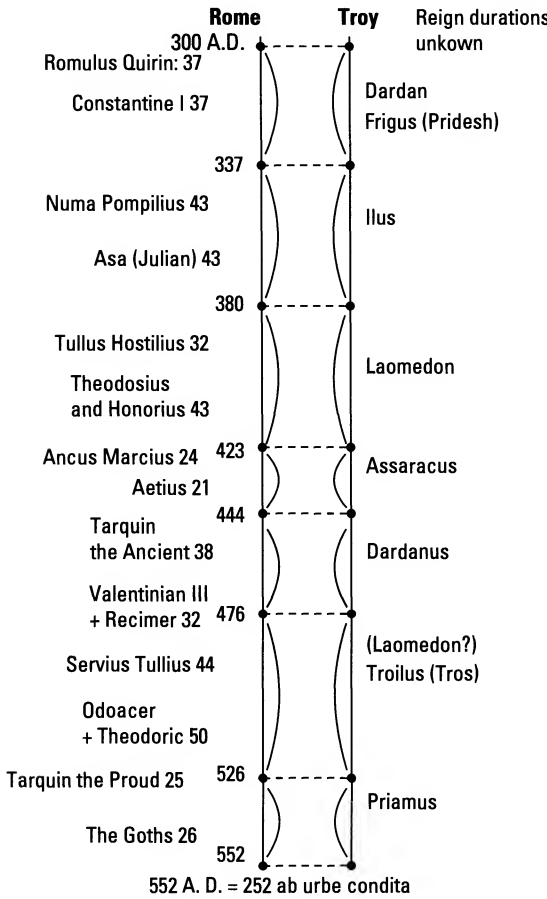 Rome Troy Reign durations
unkown
300 A.D.
Romulus Quirin: 37
Constantine I 37
Dardan
Frigus (Pridesh)
337
Numa Pompilius 43
Ilus
Asa (Julian) 43
380
Tullus Hostilius 32
Laomedon
Theodosius
and Honorius 43
423
Ancus Marcius 24
Assaracus
Aetius 21
444
Tarquin
the Ancient 38
Dardanus
Valentinian III
+ Recimer 32
476
(Laomedon?)
Troilus (Tros)
Servius Tullius 44
Odoacer
+ Theodoric 50
526
Tarquin the Proud 25
Priamus
The Goths 26
552
552 A. D. = 252 ab urbe condita